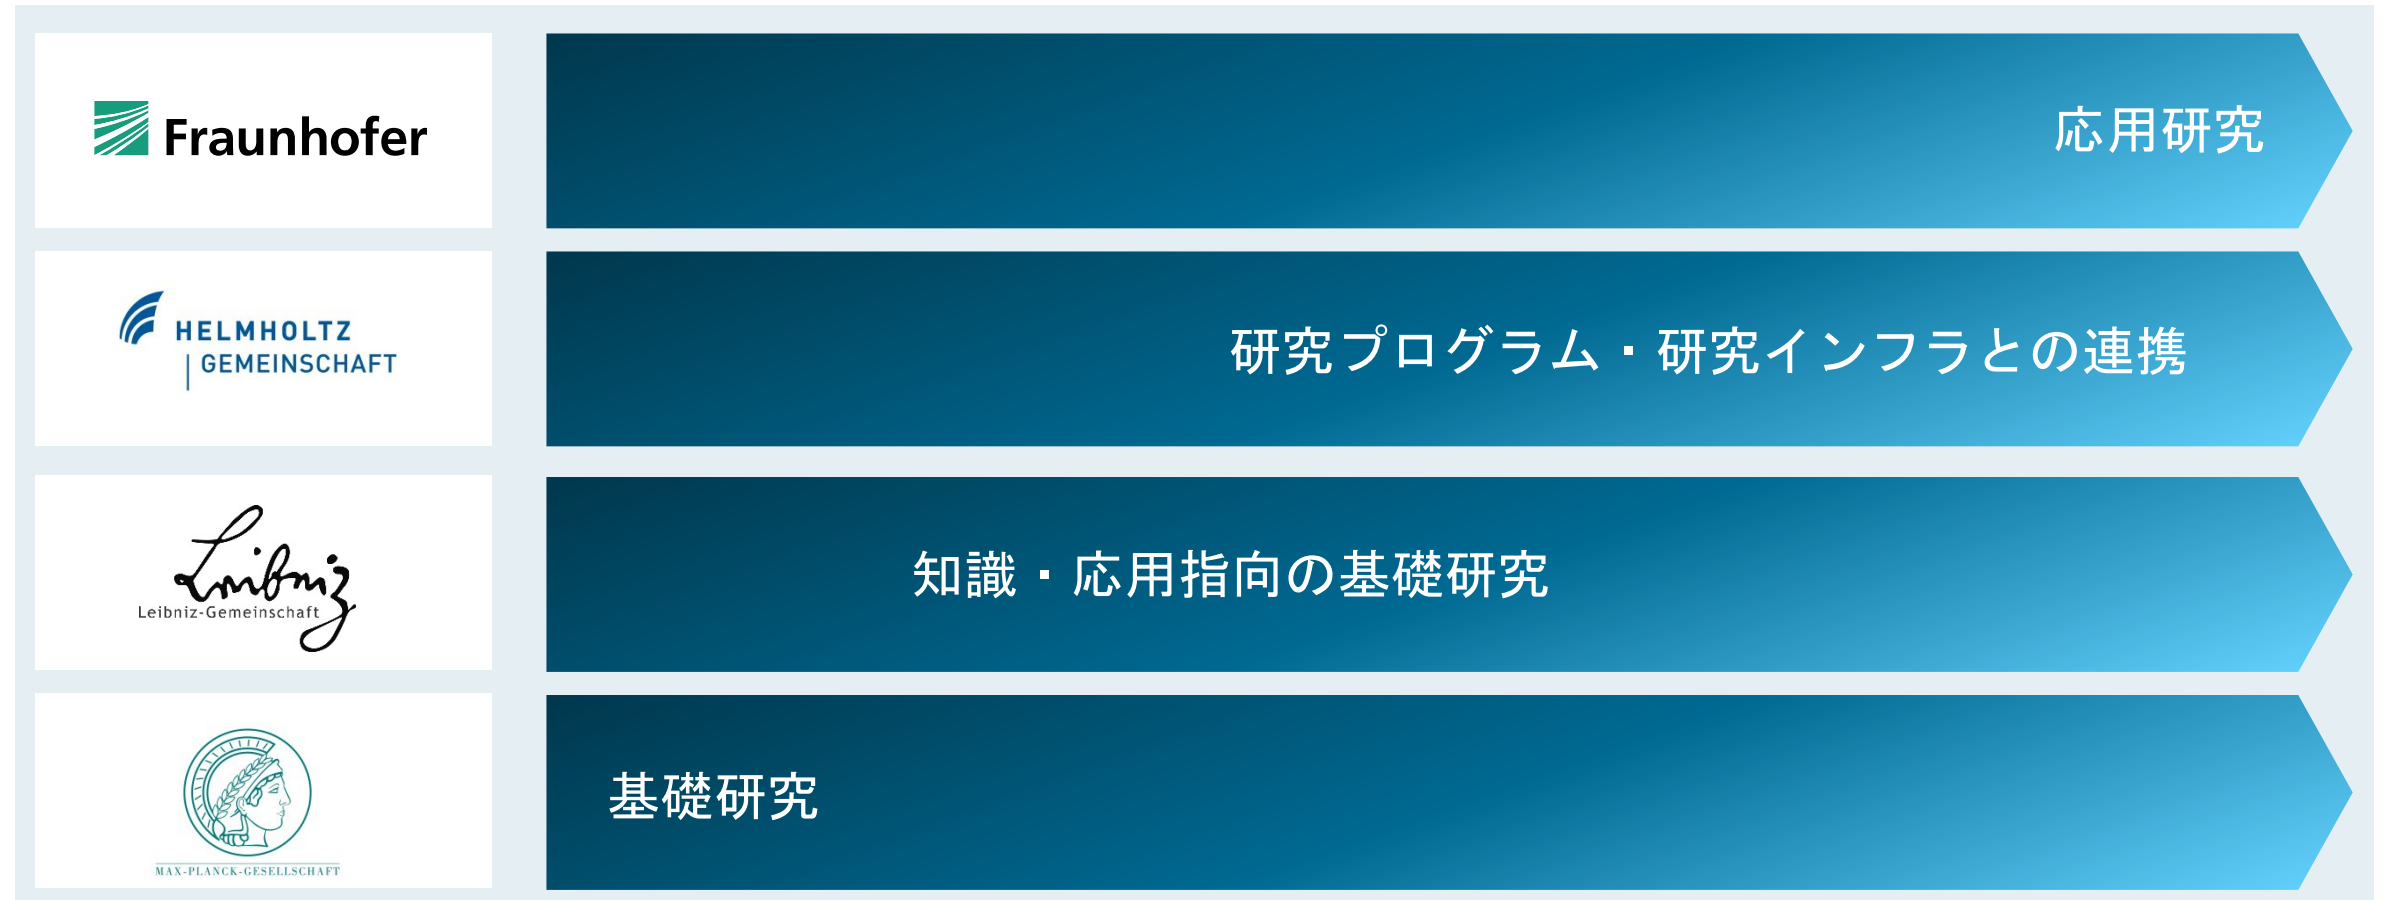 Fraunhofer
応用研究
HELMHOLTZ
GEMEINSCHAFT
研究プログラム・研究インフラとの連携
Leibniz
Leibniz-Gemeinschaft
知識・応用指向の基礎研究
MAX-PLANCK-GESELLSCHAFT
基礎研究